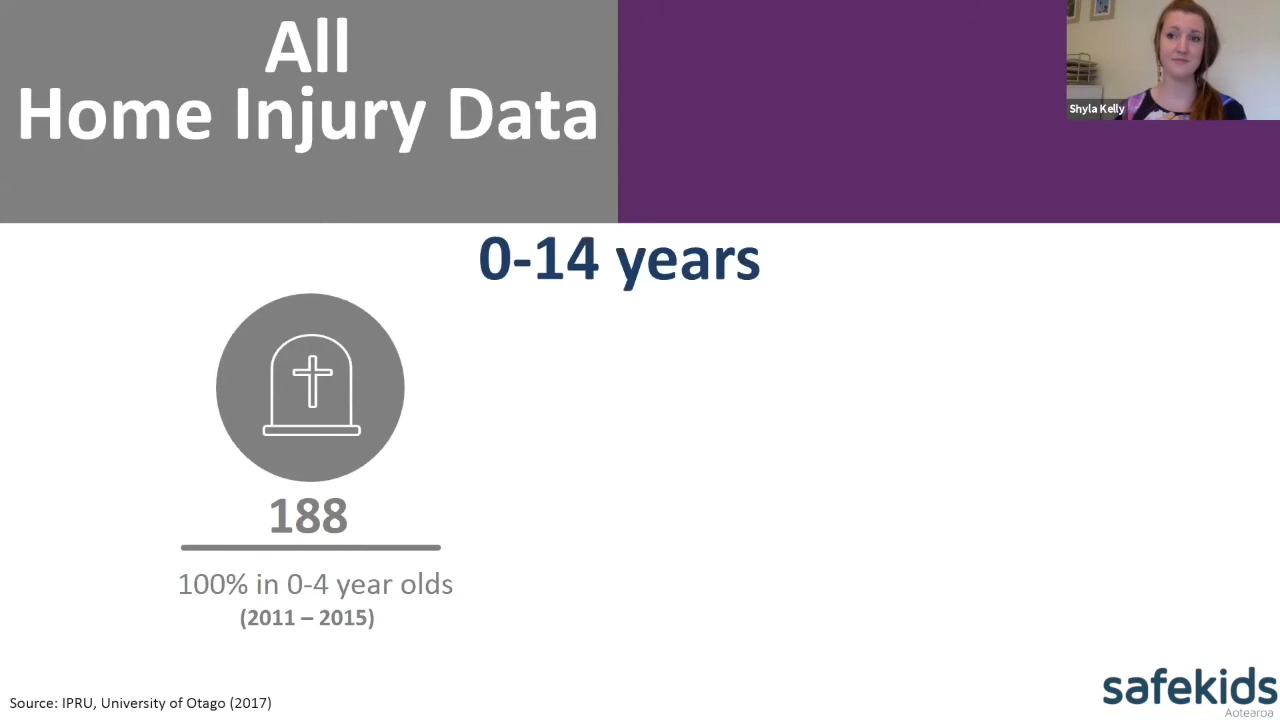 All
Home Injury Data
Shyla Kelly
0-14 years
188
100% in 0-4 year olds
(2011 – 2015)
Source: IPRU, University of Otago (2017)
safekids
Aotearoa